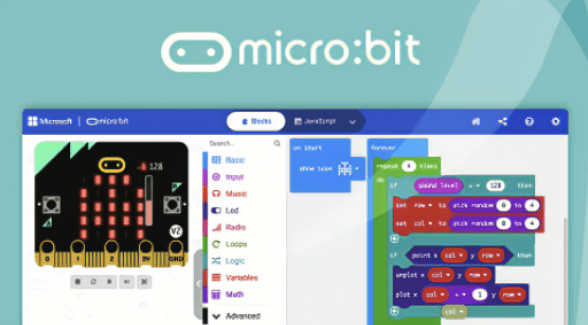 micro:bit
Microsoft
micro:bit
Blocks
JavaScript
128
V2
0
1
2
3V
GND
Search...
Basic
Input
Music
Led
Radio
Loops
Logic
Variables
Math
Advanced
on start
show icon
forever
repeat 4 times
do
if sound level 128 then
set row to pick random 0 to 4
set col to pick random 0 to 4
if point x col y row then
unplot x col y row
plot x col 1 y row
col